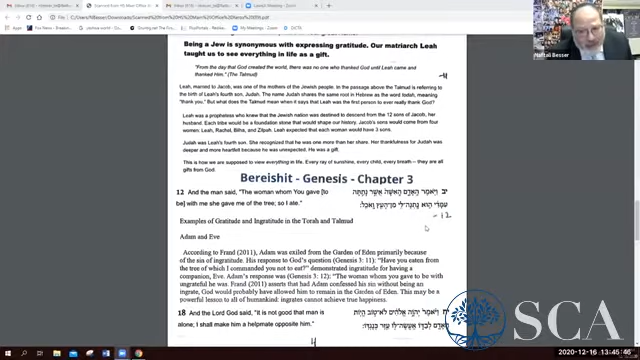 Being a Jew is synonymous with expressing gratitude. Our matriarch Leah
taught us to see everything in life as a gift.
"From the day that God created the world, there was no one who thanked God until Leah came and
thanked Him." (The Talmud)
Leah, married to Jacob, was one of the mothers of the Jewish people. In the passage above the Talmud is referring to the
birth of Leah's fourth son, Judah. The name Judah shares the same root in Hebrew as the word todah, meaning
"thank you." But what does the Talmud mean when it says that Leah was the first person to ever really thank God?
Leah was a prophetess who knew that the Jewish nation was destined to descend from the 12 sons of Jacob, her
husband. Each tribe would be a foundation stone that would shape our history. Jacob's sons would come from four
women: Leah, Rachel, Bilha, and Zilpah. Leah expected that each woman would have 3 sons.
Judah was Leah's fourth son. She recognized that he was one more than her share. Her thankfulness for Judah was
deeper and more heartfelt because he was unexpected. He was a gift.
This is how we are supposed to view everything in life. Every ray of sunshine, every child, every breath— they are all
gifts from God.
Bereishit - Genesis - Chapter 3
12 And the man said, "The woman whom You gave [to
be] with me she gave me of the tree; so I ate."
יב וַיֹּאמֶר הָאָדָם הָאִשָּׁה אֲשֶׁר נָתַתָּה
עִמָּדִי הִוא נָתְנָה־לִּי מִן־הָעֵץ וָאֹכֵל:
Examples of Gratitude and Ingratitude in the Torah and Talmud
Adam and Eve
According to Frand (2011), Adam was exiled from the Garden of Eden primarily because
of the sin of ingratitude. His response to God's question (Genesis 3: 11): "Have you eaten from
the tree of which I commanded you not to eat?" demonstrated ingratitude for having a
companion, Eve. Adam's response was (Genesis 3: 12): "The woman whom you gave to be with
ungrateful he was. Frand (2011) asserts that had Adam confessed his sin without being an
ingrate, God would probably have allowed him to remain in the Garden of Eden. This may be a
powerful lesson to all of humankind: ingrates cannot achieve true happiness.
18 And the Lord God said, "It is not good that man is
alone; I shall make him a helpmate opposite him."
יח וַיֹּאמֶר יְהוָֹה אֱלֹהִים לֹא־טוֹב הֱיוֹת
הָאָדָם לְבַדּוֹ אֶעֱשֶׂה־לּוֹ עֵזֶר כְּנֶגְדּוֹ:
4
Naftali Besser
SCA
2020-12-16 13:45:46